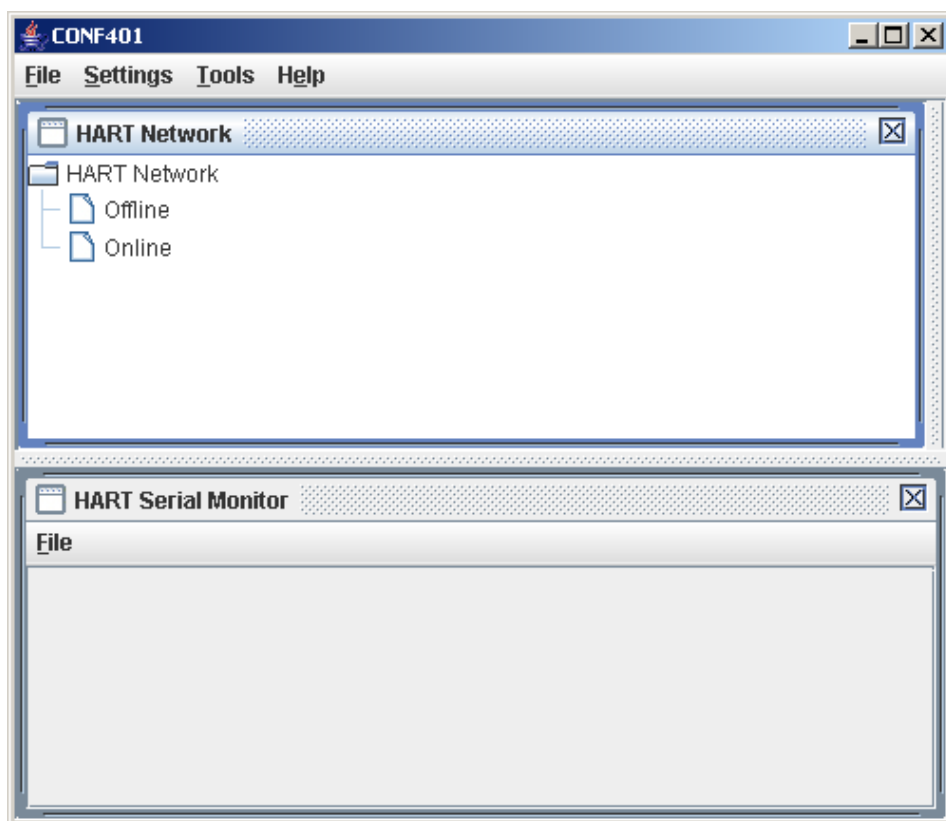 CONF401
File Settings Tools Help
HART Network
HART Network
Offline
Online
HART Serial Monitor
File